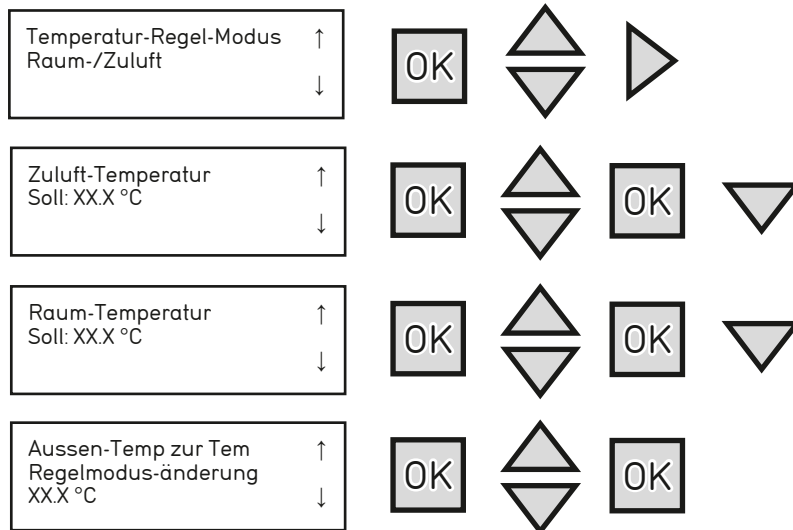 Temperatur-Regel-Modus ↑
Raum-/Zuluft
↓
OK
Zuluft-Temperatur ↑
Soll: XX.X °C
↓
OK OK
Raum-Temperatur ↑
Soll: XX.X °C
↓
OK OK
Aussen-Temp zur Tem ↑
Regelmodus-änderung
XX.X °C ↓
OK OK